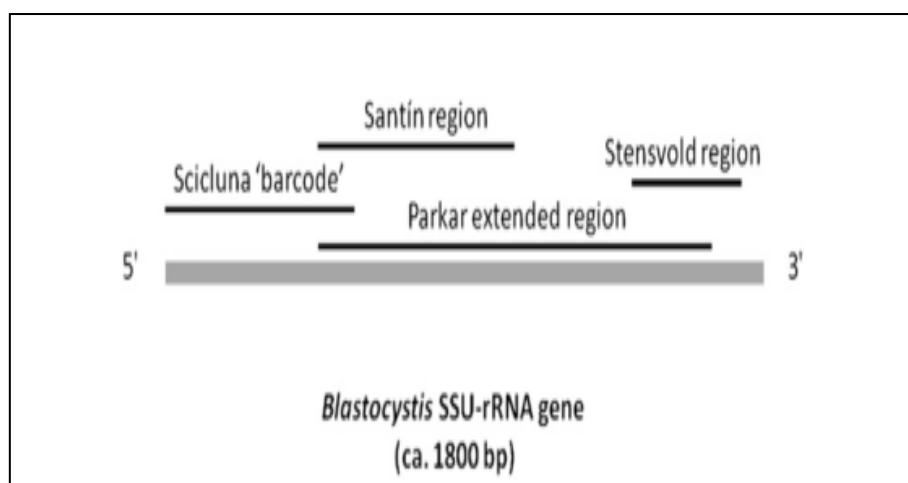 Santín region
Stensvold region
Scicluna 'barcode'
Parkar extended region
5' 3'
Blastocystis SSU-rRNA gene
(ca. 1800 bp)